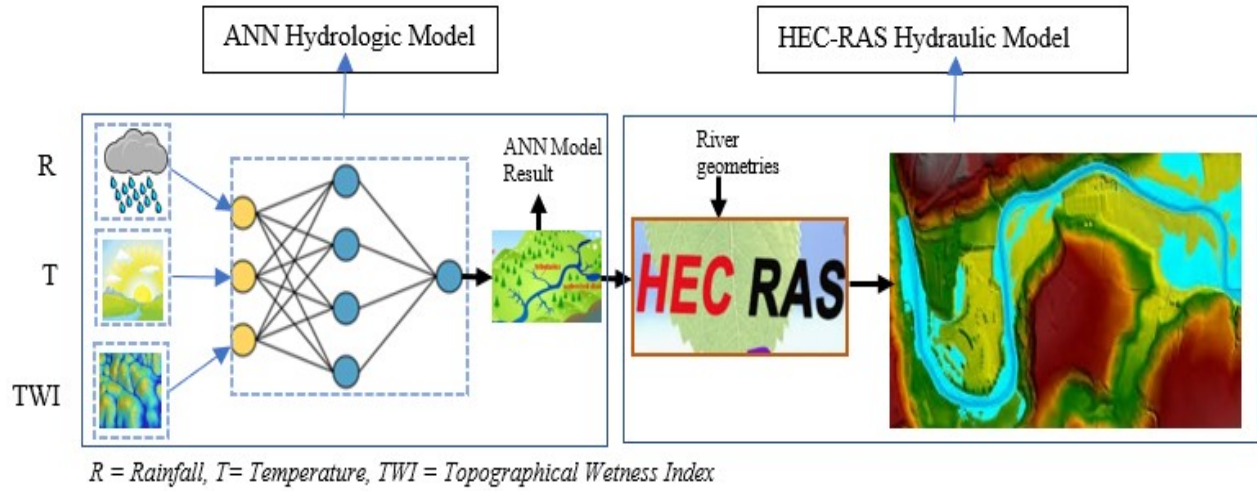 ANN Hydrologic Model
HEC-RAS Hydraulic Model
R
T
TWI
ANN Model
Result
River
geometries
HEC RAS
R = Rainfall, T= Temperature, TWI = Topographical Wetness Index